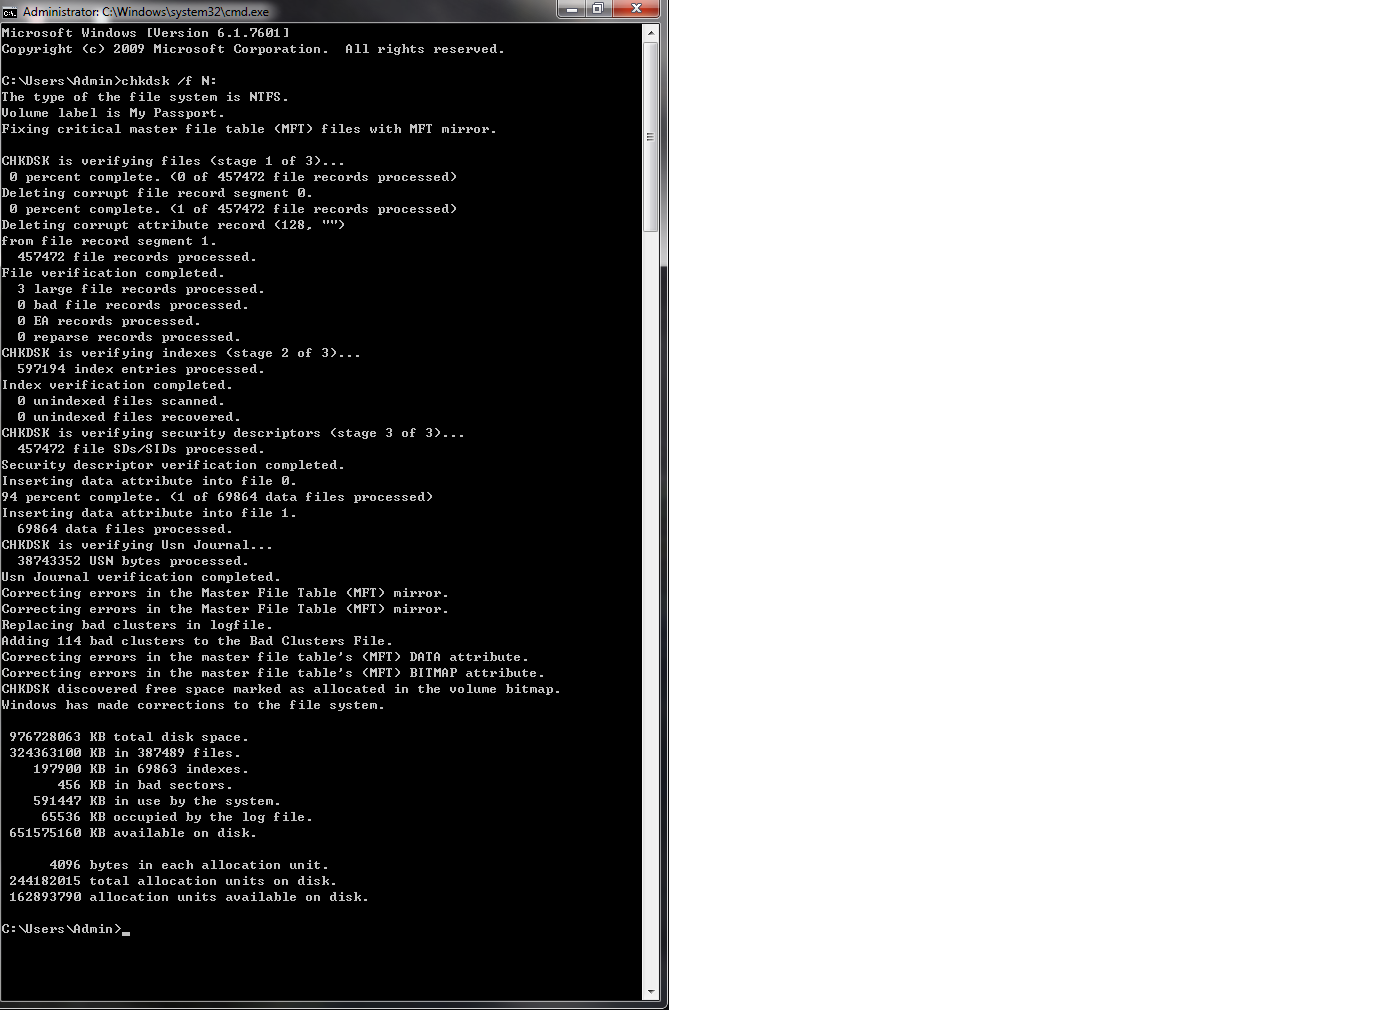 Administrator: C:\Windows\system32\cmd.exe
Microsoft Windows [Version 6.1.7601]
Copyright (c) 2009 Microsoft Corporation.  All rights reserved.
C:\Users\Admin>chkdsk /f N:
The type of the file system is NTFS.
Volume label is My Passport.
Fixing critical master file table (MFT) files with MFT mirror.
CHKDSK is verifying files (stage 1 of 3)...
 0 percent complete. (0 of 457472 file records processed)
Deleting corrupt file record segment 0.
 0 percent complete. (1 of 457472 file records processed)
Deleting corrupt attribute record (128, "")
from file record segment 1.
  457472 file records processed.
File verification completed.
  3 large file records processed.
  0 bad file records processed.
  0 EA records processed.
  0 reparse records processed.
CHKDSK is verifying indexes (stage 2 of 3)...
  597194 index entries processed.
Index verification completed.
  0 unindexed files scanned.
  0 unindexed files recovered.
CHKDSK is verifying security descriptors (stage 3 of 3)...
  457472 file SDs/SIDs processed.
Security descriptor verification completed.
Inserting data attribute into file 0.
94 percent complete. (1 of 69864 data files processed)
Inserting data attribute into file 1.
  69864 data files processed.
CHKDSK is verifying Usn Journal...
  38743352 USN bytes processed.
Usn Journal verification completed.
Correcting errors in the Master File Table (MFT) mirror.
Correcting errors in the Master File Table (MFT) mirror.
Replacing bad clusters in logfile.
Adding 114 bad clusters to the Bad Clusters File.
Correcting errors in the master file table's (MFT) DATA attribute.
Correcting errors in the master file table's (MFT) BITMAP attribute.
CHKDSK discovered free space marked as allocated in the volume bitmap.
Windows has made corrections to the file system.
 976728063 KB total disk space.
 324363100 KB in 387489 files.
    197900 KB in 69863 indexes.
       456 KB in bad sectors.
    591447 KB in use by the system.
     65536 KB occupied by the log file.
 651575160 KB available on disk.
      4096 bytes in each allocation unit.
 244182015 total allocation units on disk.
 162893790 allocation units available on disk.
C:\Users\Admin>_